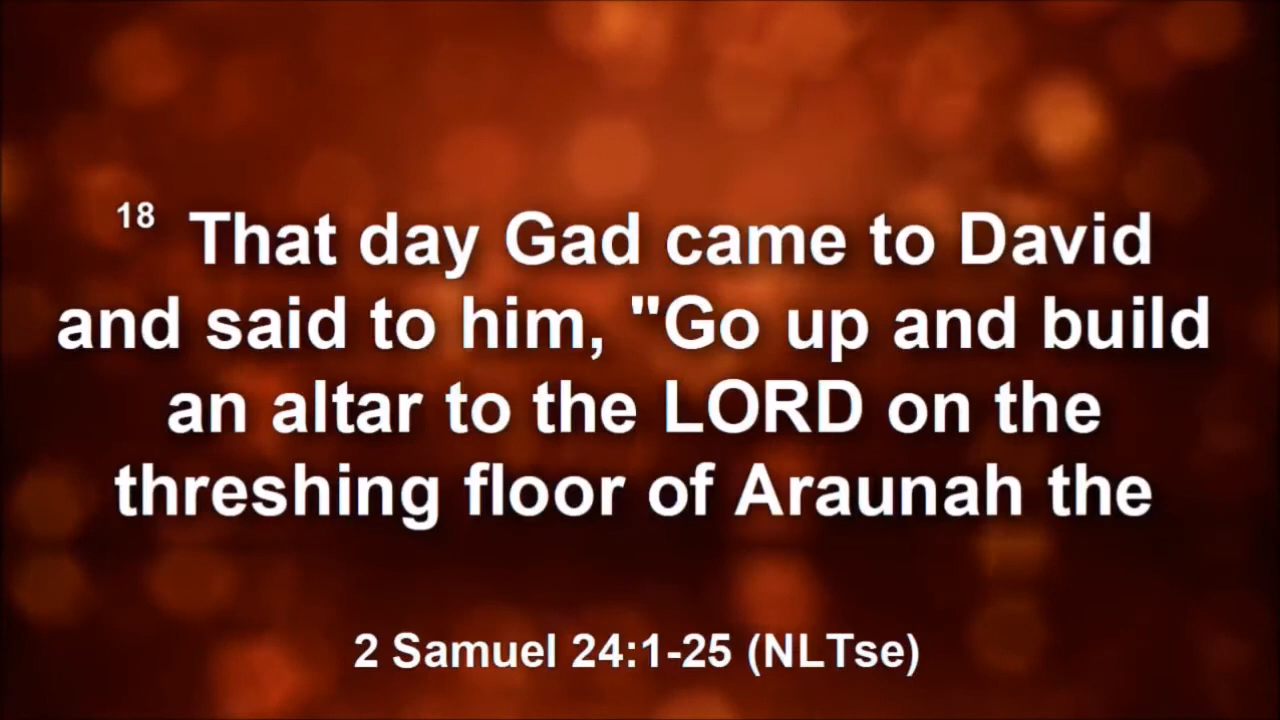 18 That day Gad came to David
and said to him, "Go up and build
an altar to the LORD on the
threshing floor of Araunah the
2 Samuel 24:1-25 (NLTse)